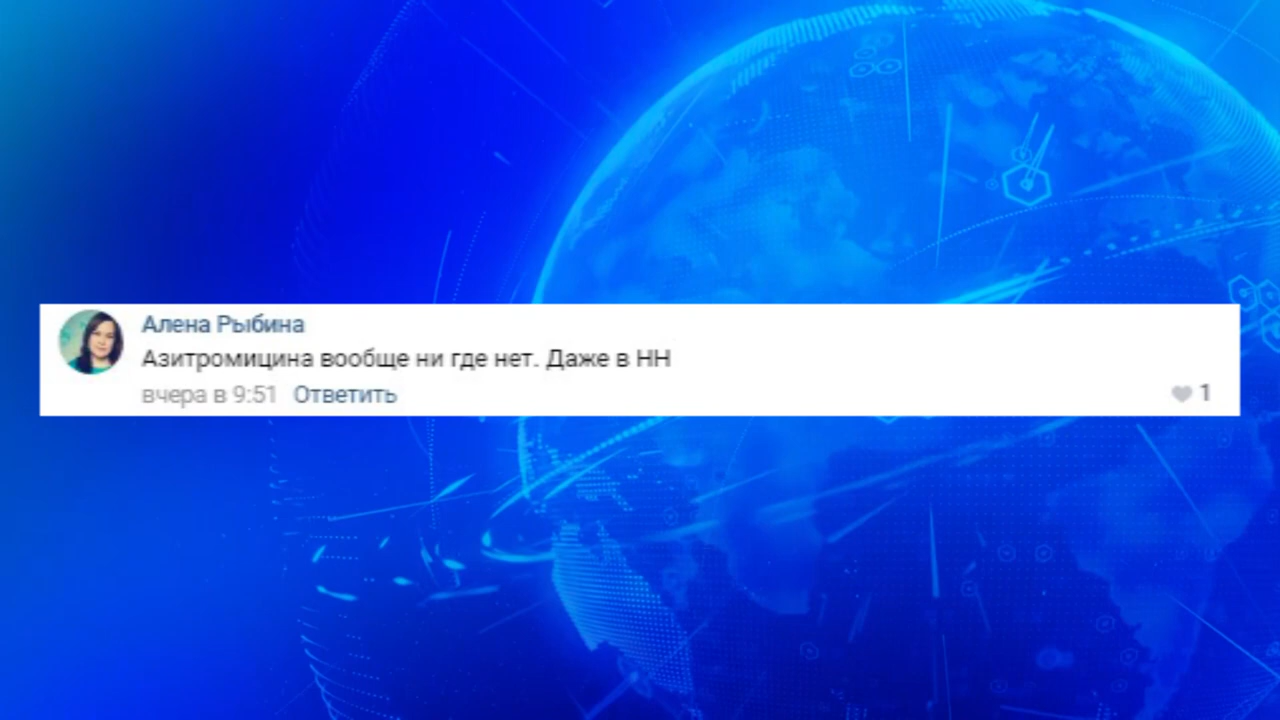 Алена Рыбина
Азитромицина вообще ни где нет. Даже в НН
вчера в 9:51 Ответить 1